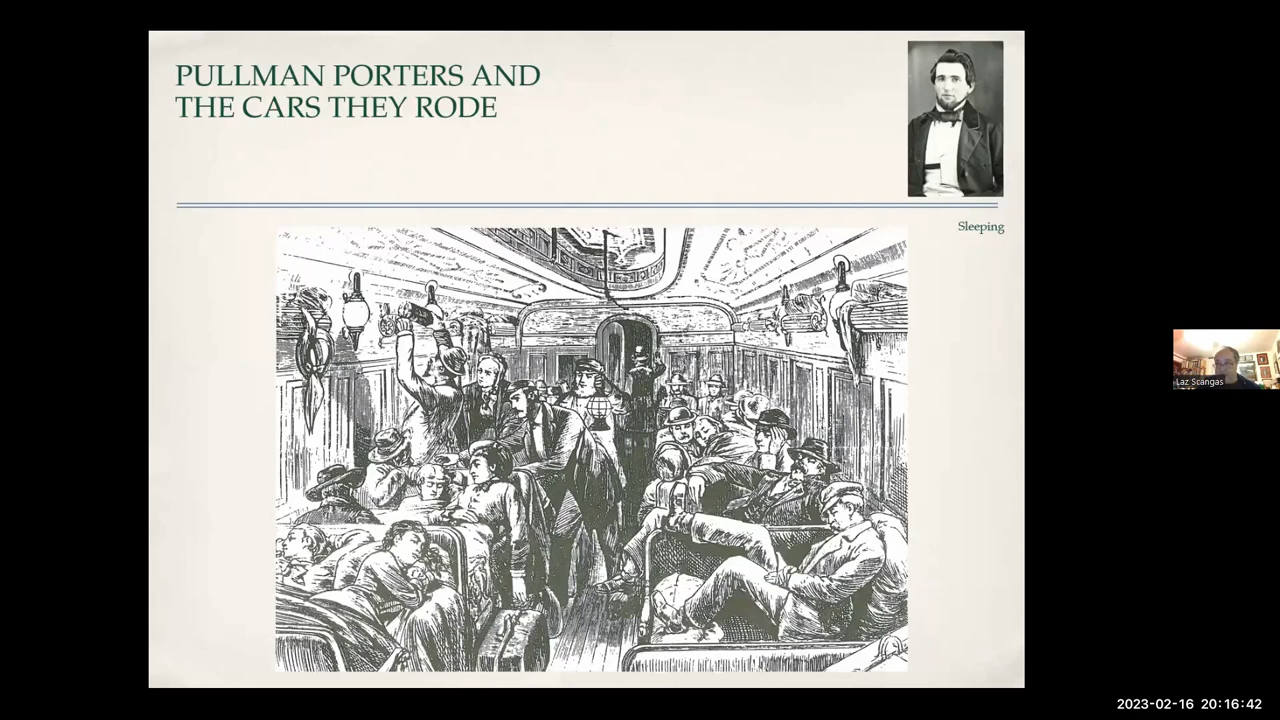 PULLMAN PORTERS AND
THE CARS THEY RODE
Sleeping
Laz Scangas
2023-02-16 20:16:42